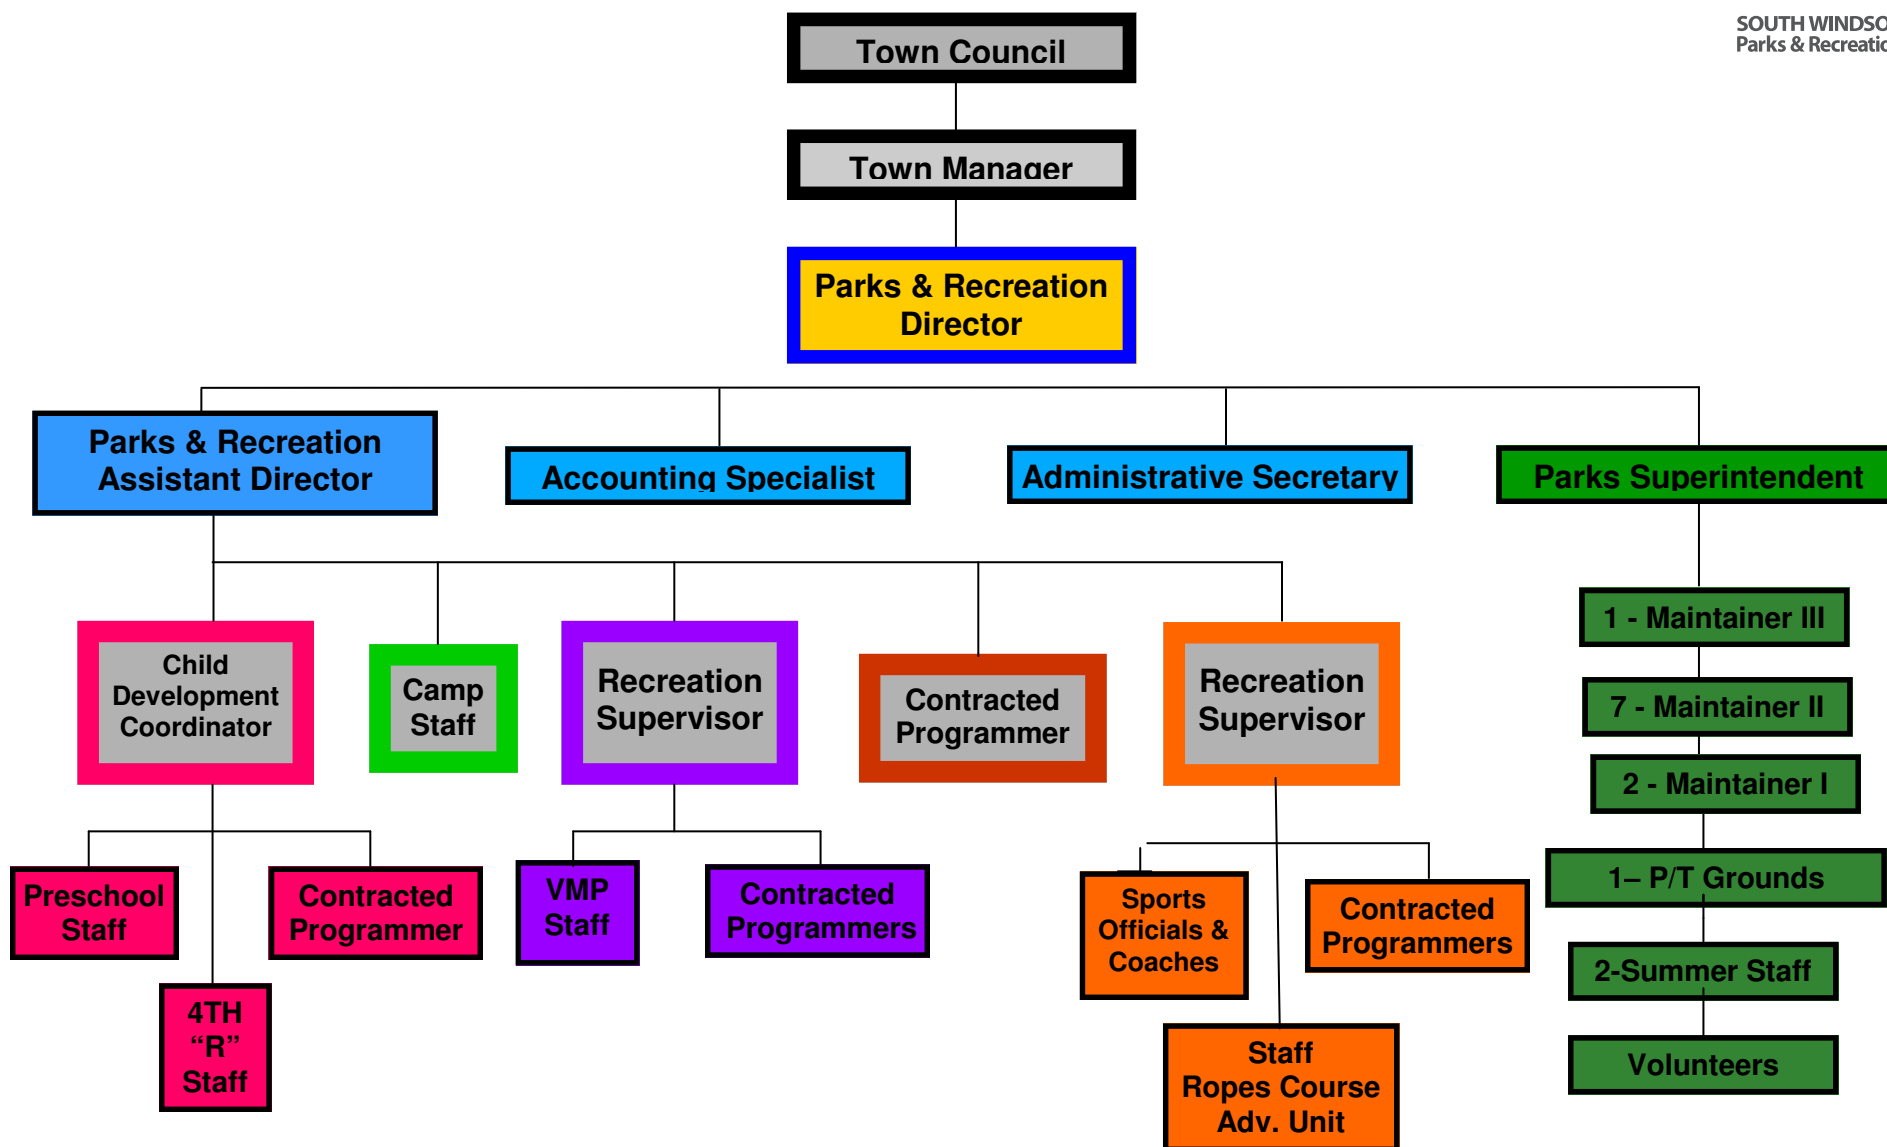 SOUTH WINDSO
Parks & Recreatio
Town Council
Town Manager
Parks & Recreation
Director
Parks & Recreation
Assistant Director
Accounting Specialist
Administrative Secretary
Parks Superintendent
Child
Development
Coordinator
Camp
Staff
Recreation
Supervisor
Contracted
Programmer
Recreation
Supervisor
1 - Maintainer III
7 - Maintainer II
2 - Maintainer I
1– P/T Grounds
2-Summer Staff
Volunteers
Preschool
Staff
4TH
“R”
Staff
Contracted
Programmer
VMP
Staff
Contracted
Programmers
Sports
Officials &
Coaches
Staff
Ropes Course
Adv. Unit
Contracted
Programmers